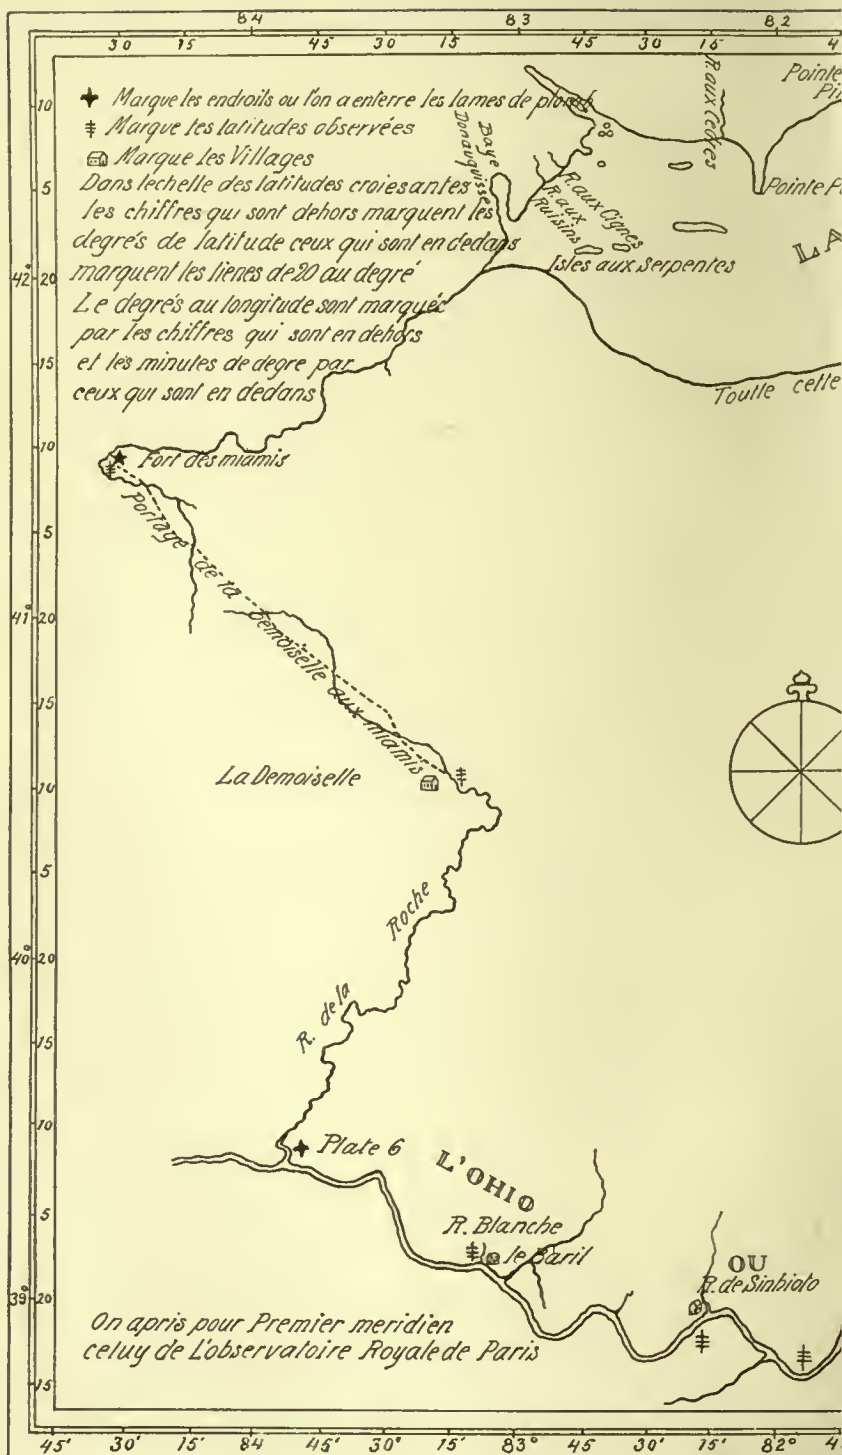 84 83 82
30 15 45 30 15 45 30 15 4
Marque les endroils ou l'on a enterre les lames de plomb
Marque les latitudes observées
Marque les Villages
Dans lechelle des latitudes croiesantes
les chiffres qui sont dehors marquent les
degrés de latitude ceux qui sont en dedans
marquent les lienes de 20 au degré
Le degrés au longitude sont marqués
par les chiffres qui sont en dehors
et les minutes de degre par
ceux qui sont en dedans
Baye
Donauquisse
R. aux Cignes
R. aux
Ruisins
R. aux Cèdres
Pointe
Pointe
Isles aux Serpentes
LA
Toutte cette
10
5
42° 20
15
10
5
41° 20
15
10
5
40° 20
15
10
5
39° 20
15
Fort des miamis
Portage de la Demoiselle aux miamis
La Demoiselle
R. de la Roche
Plate 6
L'OHIO
R. Blanche
le Baril
OU
R. de Sinhioto
On apris pour Premier meridien
celuy de L'observatoire Royale de Paris
45' 30' 15' 84 45' 30' 15' 83° 45' 30' 15' 82° 4